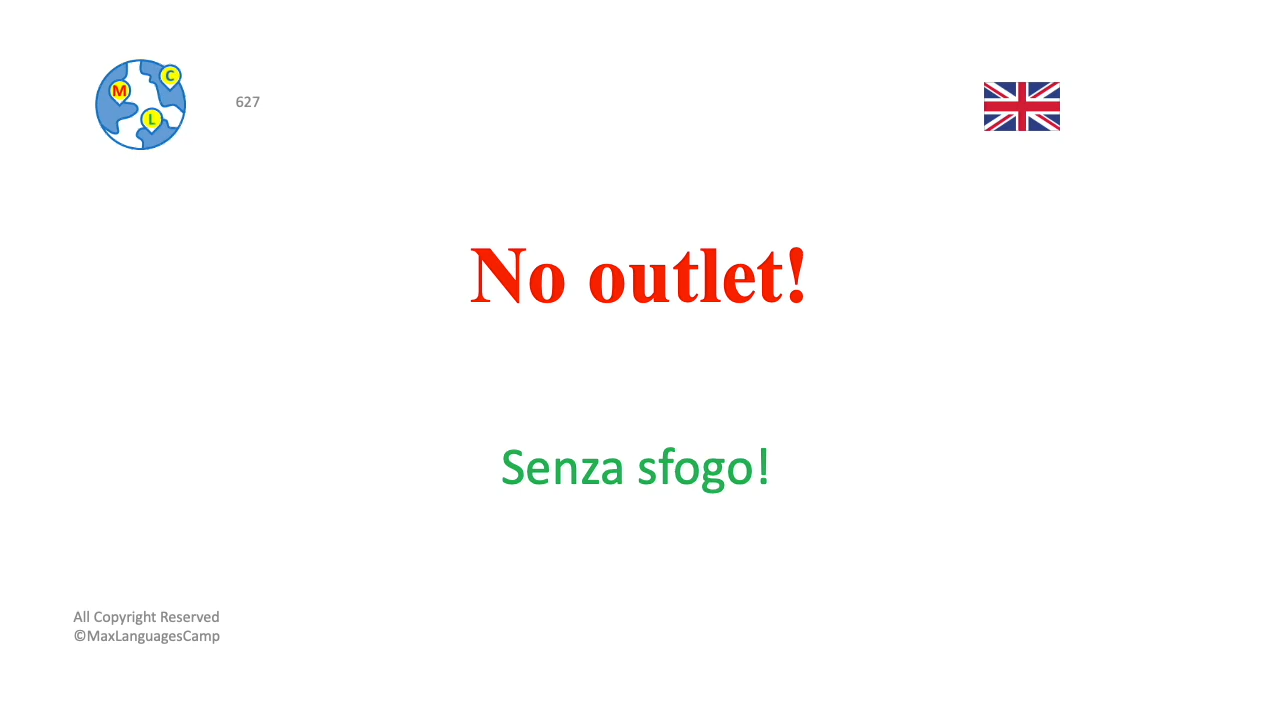 M
C
L
627
No outlet!
Senza sfogo!
All Copyright Reserved
©MaxLanguagesCamp